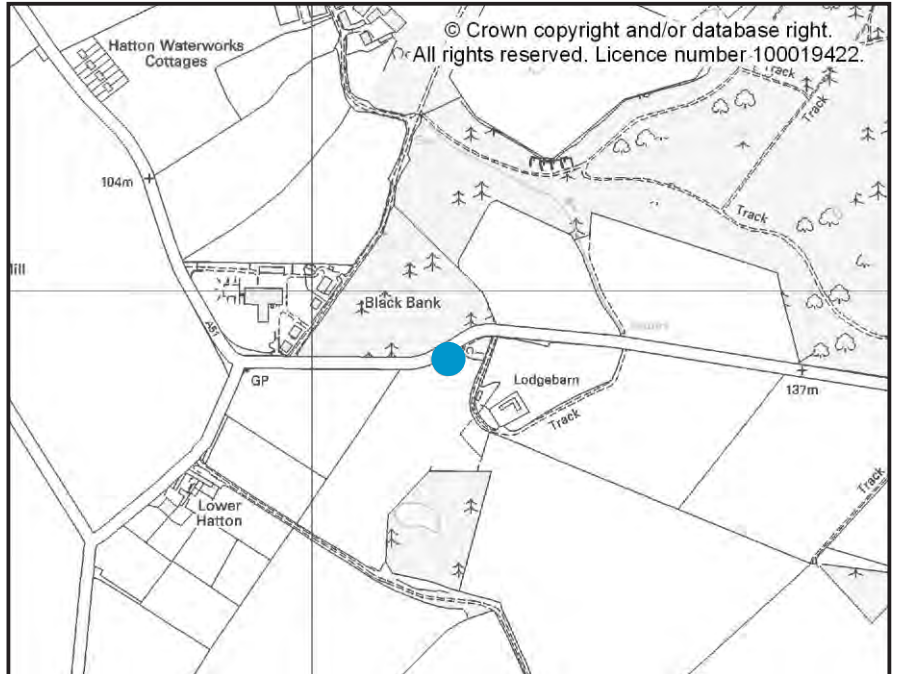 © Crown copyright and/or database right.
All rights reserved. Licence number 100019422.
Hatton Waterworks
Cottages
Track
Track
104m
Track
Black Bank
A51
GP
Lodgebarn
137m
Track
Track
Lower
Hatton